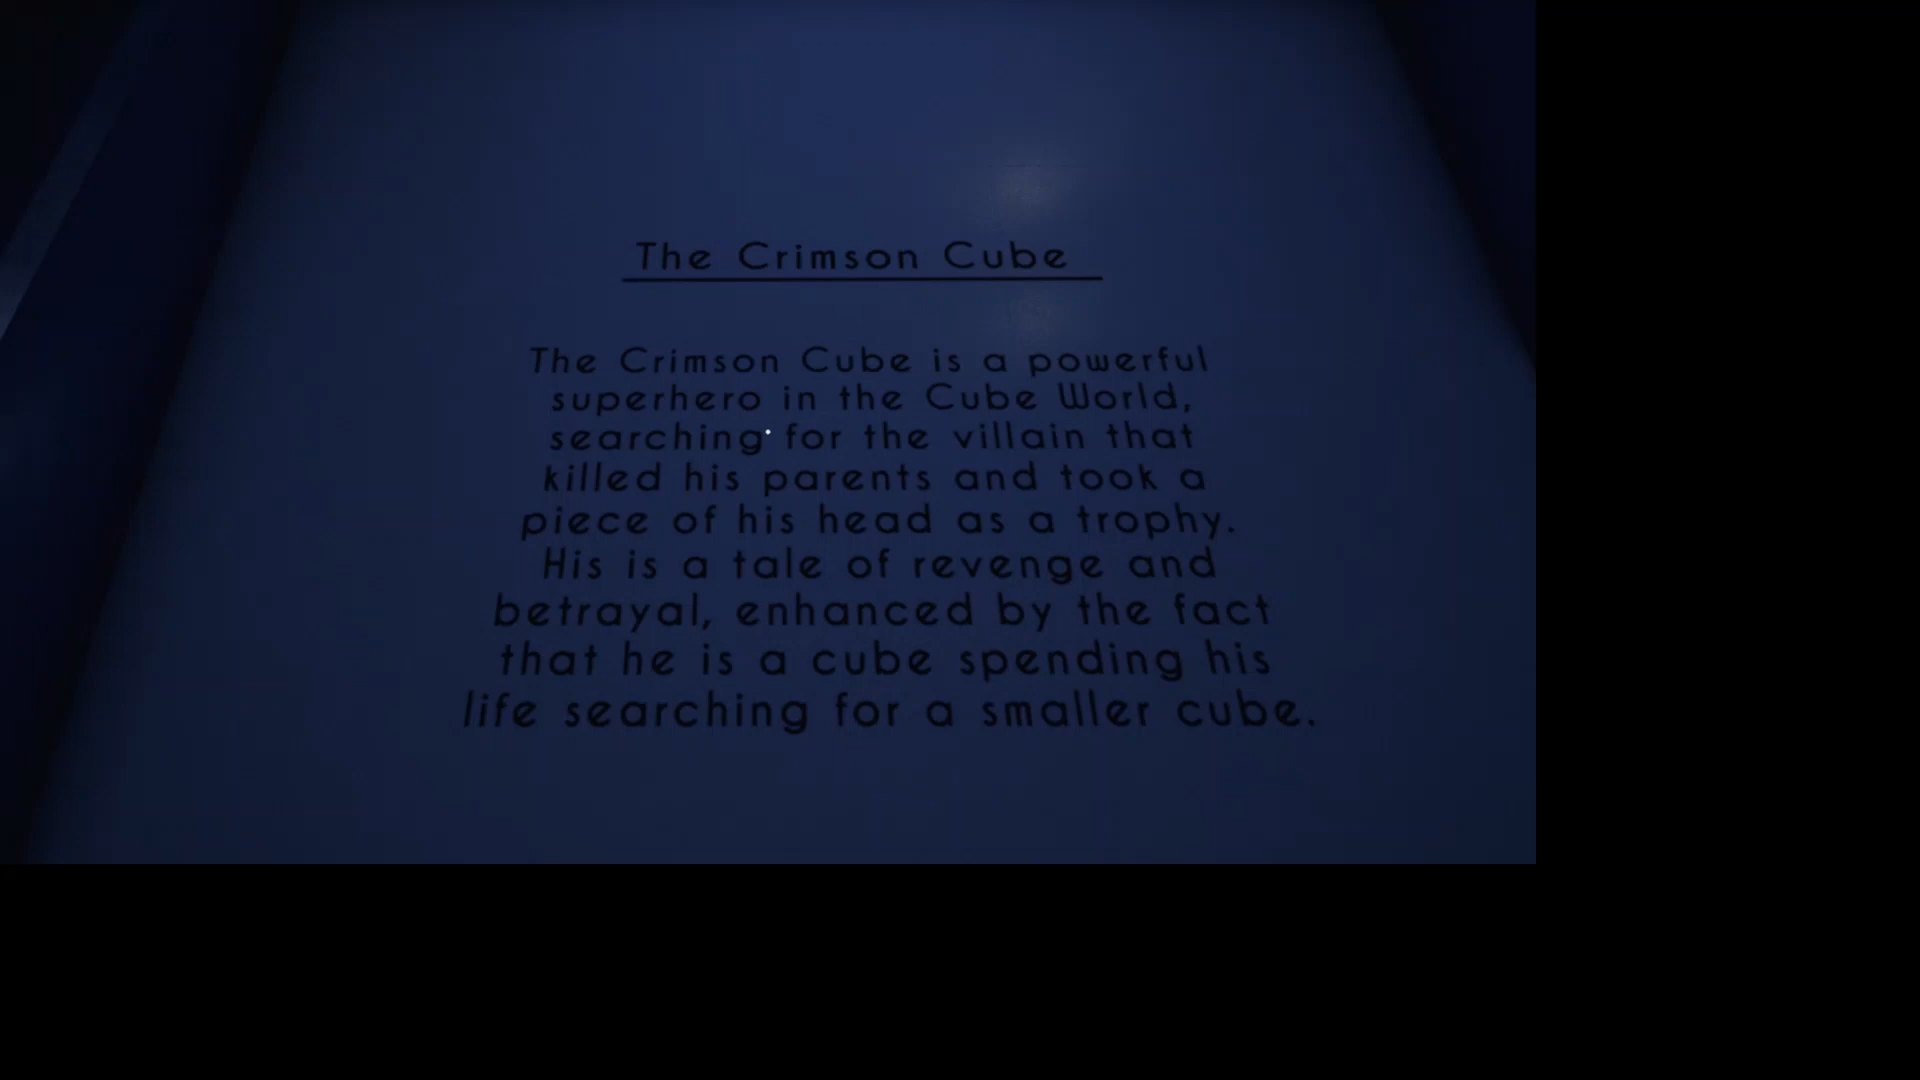 The Crimson Cube
The Crimson Cube is a powerful
superhero in the Cube World,
searching for the villain that
killed his parents and took a
piece of his head as a trophy.
His is a tale of revenge and
betrayal, enhanced by the fact
that he is a cube spending his
life searching for a smaller cube.